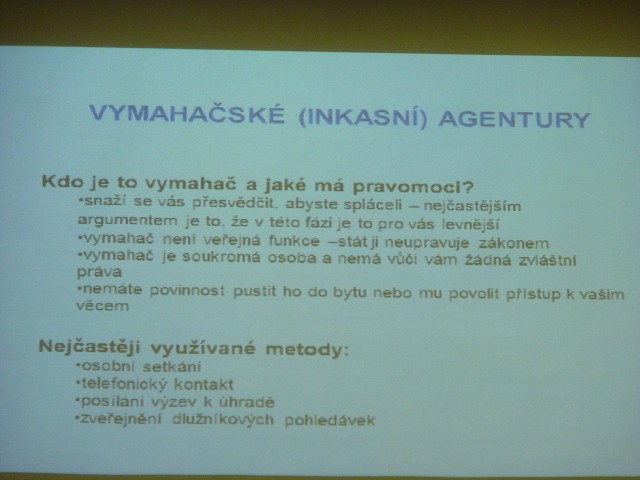 VYMAHAČSKÉ (INKASNÍ) AGENTURY
Kdo je to vymahač a jaké má pravomoci?
•snaží se vás přesvědčit, abyste spláceli – nejčastějším
argumentem je to, že v této fázi je to pro vás levnější
•vymahač není veřejná funkce –stát ji neupravuje zákonem
•vymahač je soukromá osoba a nemá vůči vám žádná zvláštní
práva
•nemáte povinnost pustit ho do bytu nebo mu povolit přístup k vašim
věcem
Nejčastěji využívané metody:
•osobní setkání
•telefonický kontakt
•posílání výzev k úhradě
•zveřejnění dlužníkových pohledávek